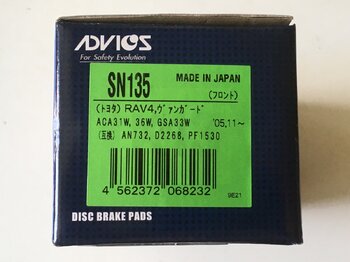 ADVICS
For Safety Evolution
SN135 MADE IN JAPAN
(フロント)
(トヨタ) RAV4,ヴァンガード
ACA31W, 36W, GSA33W '05.11~
(互換) AN732, D2268, PF1530
4 562372 068232
9E21
DISC BRAKE PADS